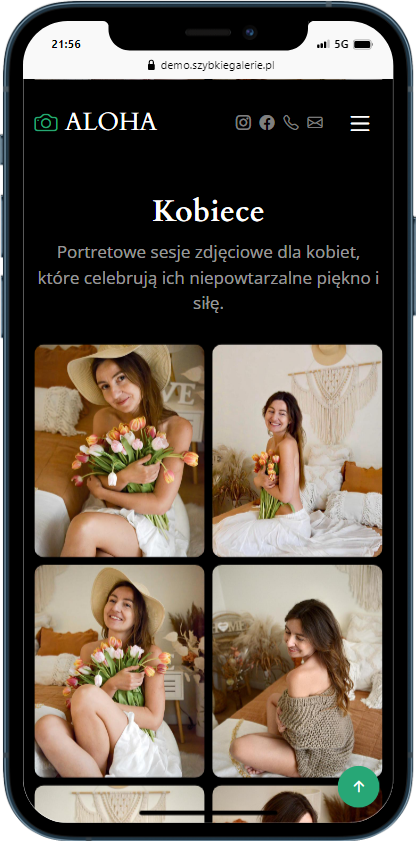 21:56
5G
demo.szybkiegalerie.pl
ALOHA
Kobiece
Portretowe sesje zdjęciowe dla kobiet,
które celebrują ich niepowtarzalne piękno i
siłę.
HOME